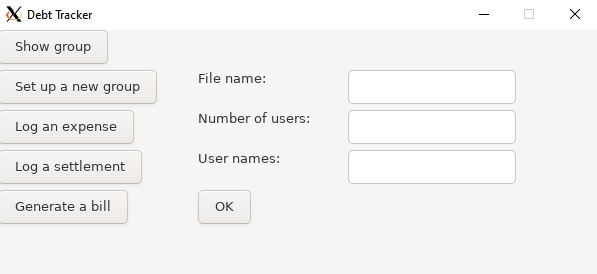 Debt Tracker
Show group
Set up a new group
File name:
Log an expense
Number of users:
Log a settlement
User names:
Generate a bill
OK